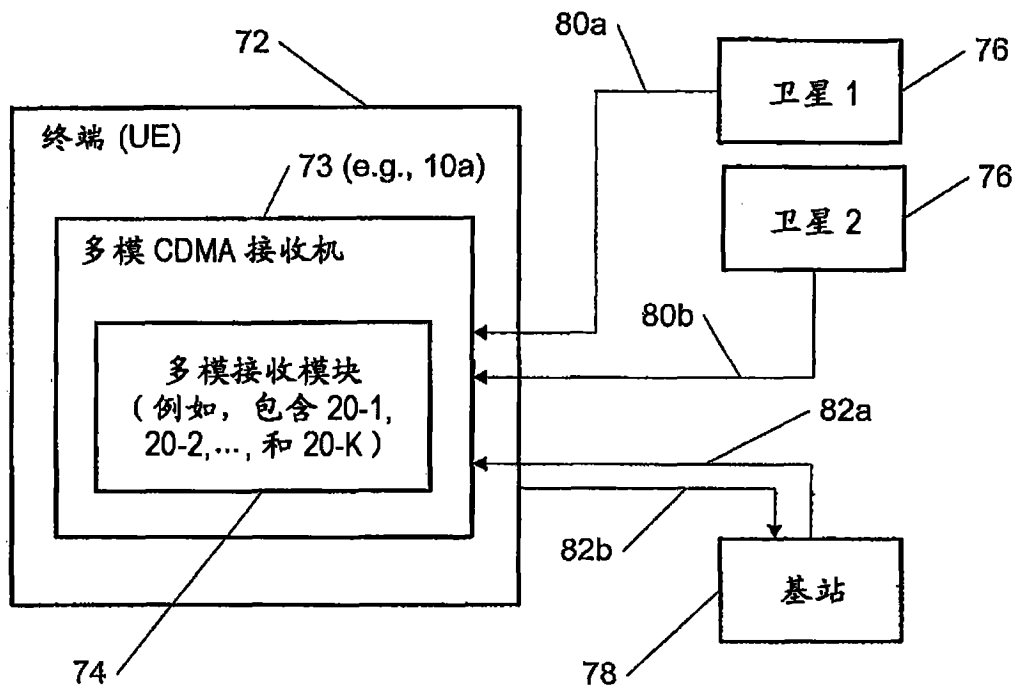 72
80a
76
卫星 1
终端 (UE)
73 (e.g., 10a)
76
卫星 2
多模 CDMA 接收机
80b
多模接收模块
(例如，包含 20-1,
20-2,..., 和 20-K)
82a
82b
基站
74
78